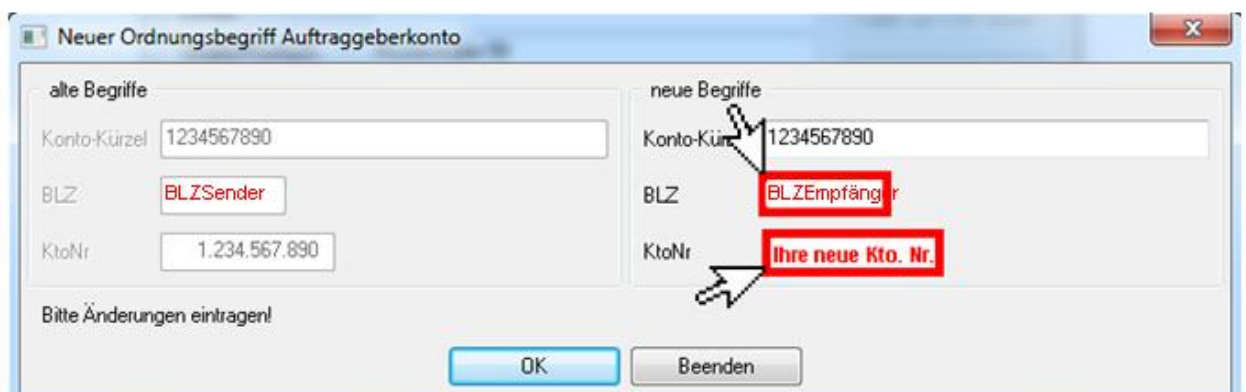 Neuer Ordnungsbegriff Auftraggeberkonto
alte Begriffe
Konto-Kürzel 1234567890
BLZ BLZSender
KtoNr 1.234.567.890
neue Begriffe
1234567890
BLZ BLZEmpfänger
KtoNr Ihre neue Kto. Nr.
Bitte Änderungen eintragen!
OK Beenden